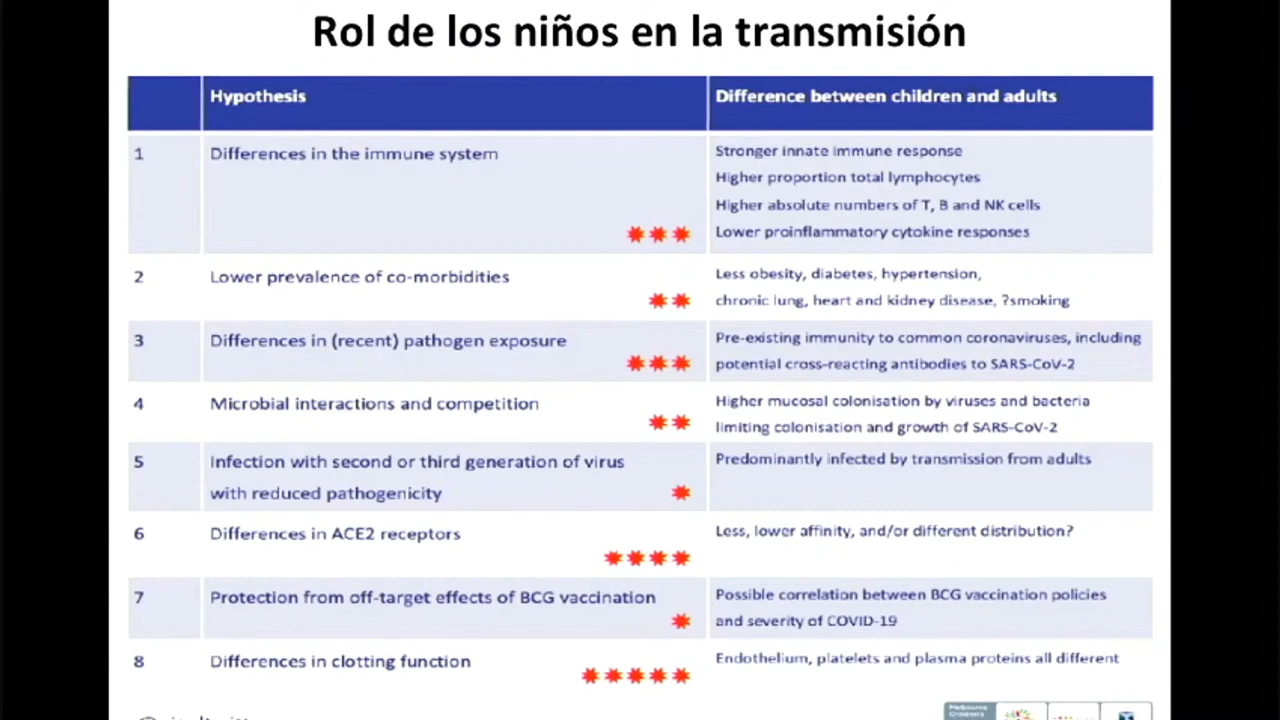 Rol de los niños en la transmisión
Hypothesis
Difference between children and adults
1
Differences in the immune system
Stronger innate immune response
Higher proportion total lymphocytes
Higher absolute numbers of T, B and NK cells
Lower proinflammatory cytokine responses
2
Lower prevalence of co-morbidities
Less obesity, diabetes, hypertension,
chronic lung, heart and kidney disease, ?smoking
3
Differences in (recent) pathogen exposure
Pre-existing immunity to common coronaviruses, including
potential cross-reacting antibodies to SARS-CoV-2
4
Microbial interactions and competition
Higher mucosal colonisation by viruses and bacteria
limiting colonisation and growth of SARS-CoV-2
5
Infection with second or third generation of virus
with reduced pathogenicity
Predominantly infected by transmission from adults
6
Differences in ACE2 receptors
Less, lower affinity, and/or different distribution?
7
Protection from off-target effects of BCG vaccination
Possible correlation between BCG vaccination policies
and severity of COVID-19
8
Differences in clotting function
Endothelium, platelets and plasma proteins all different
Melbourne
Children's